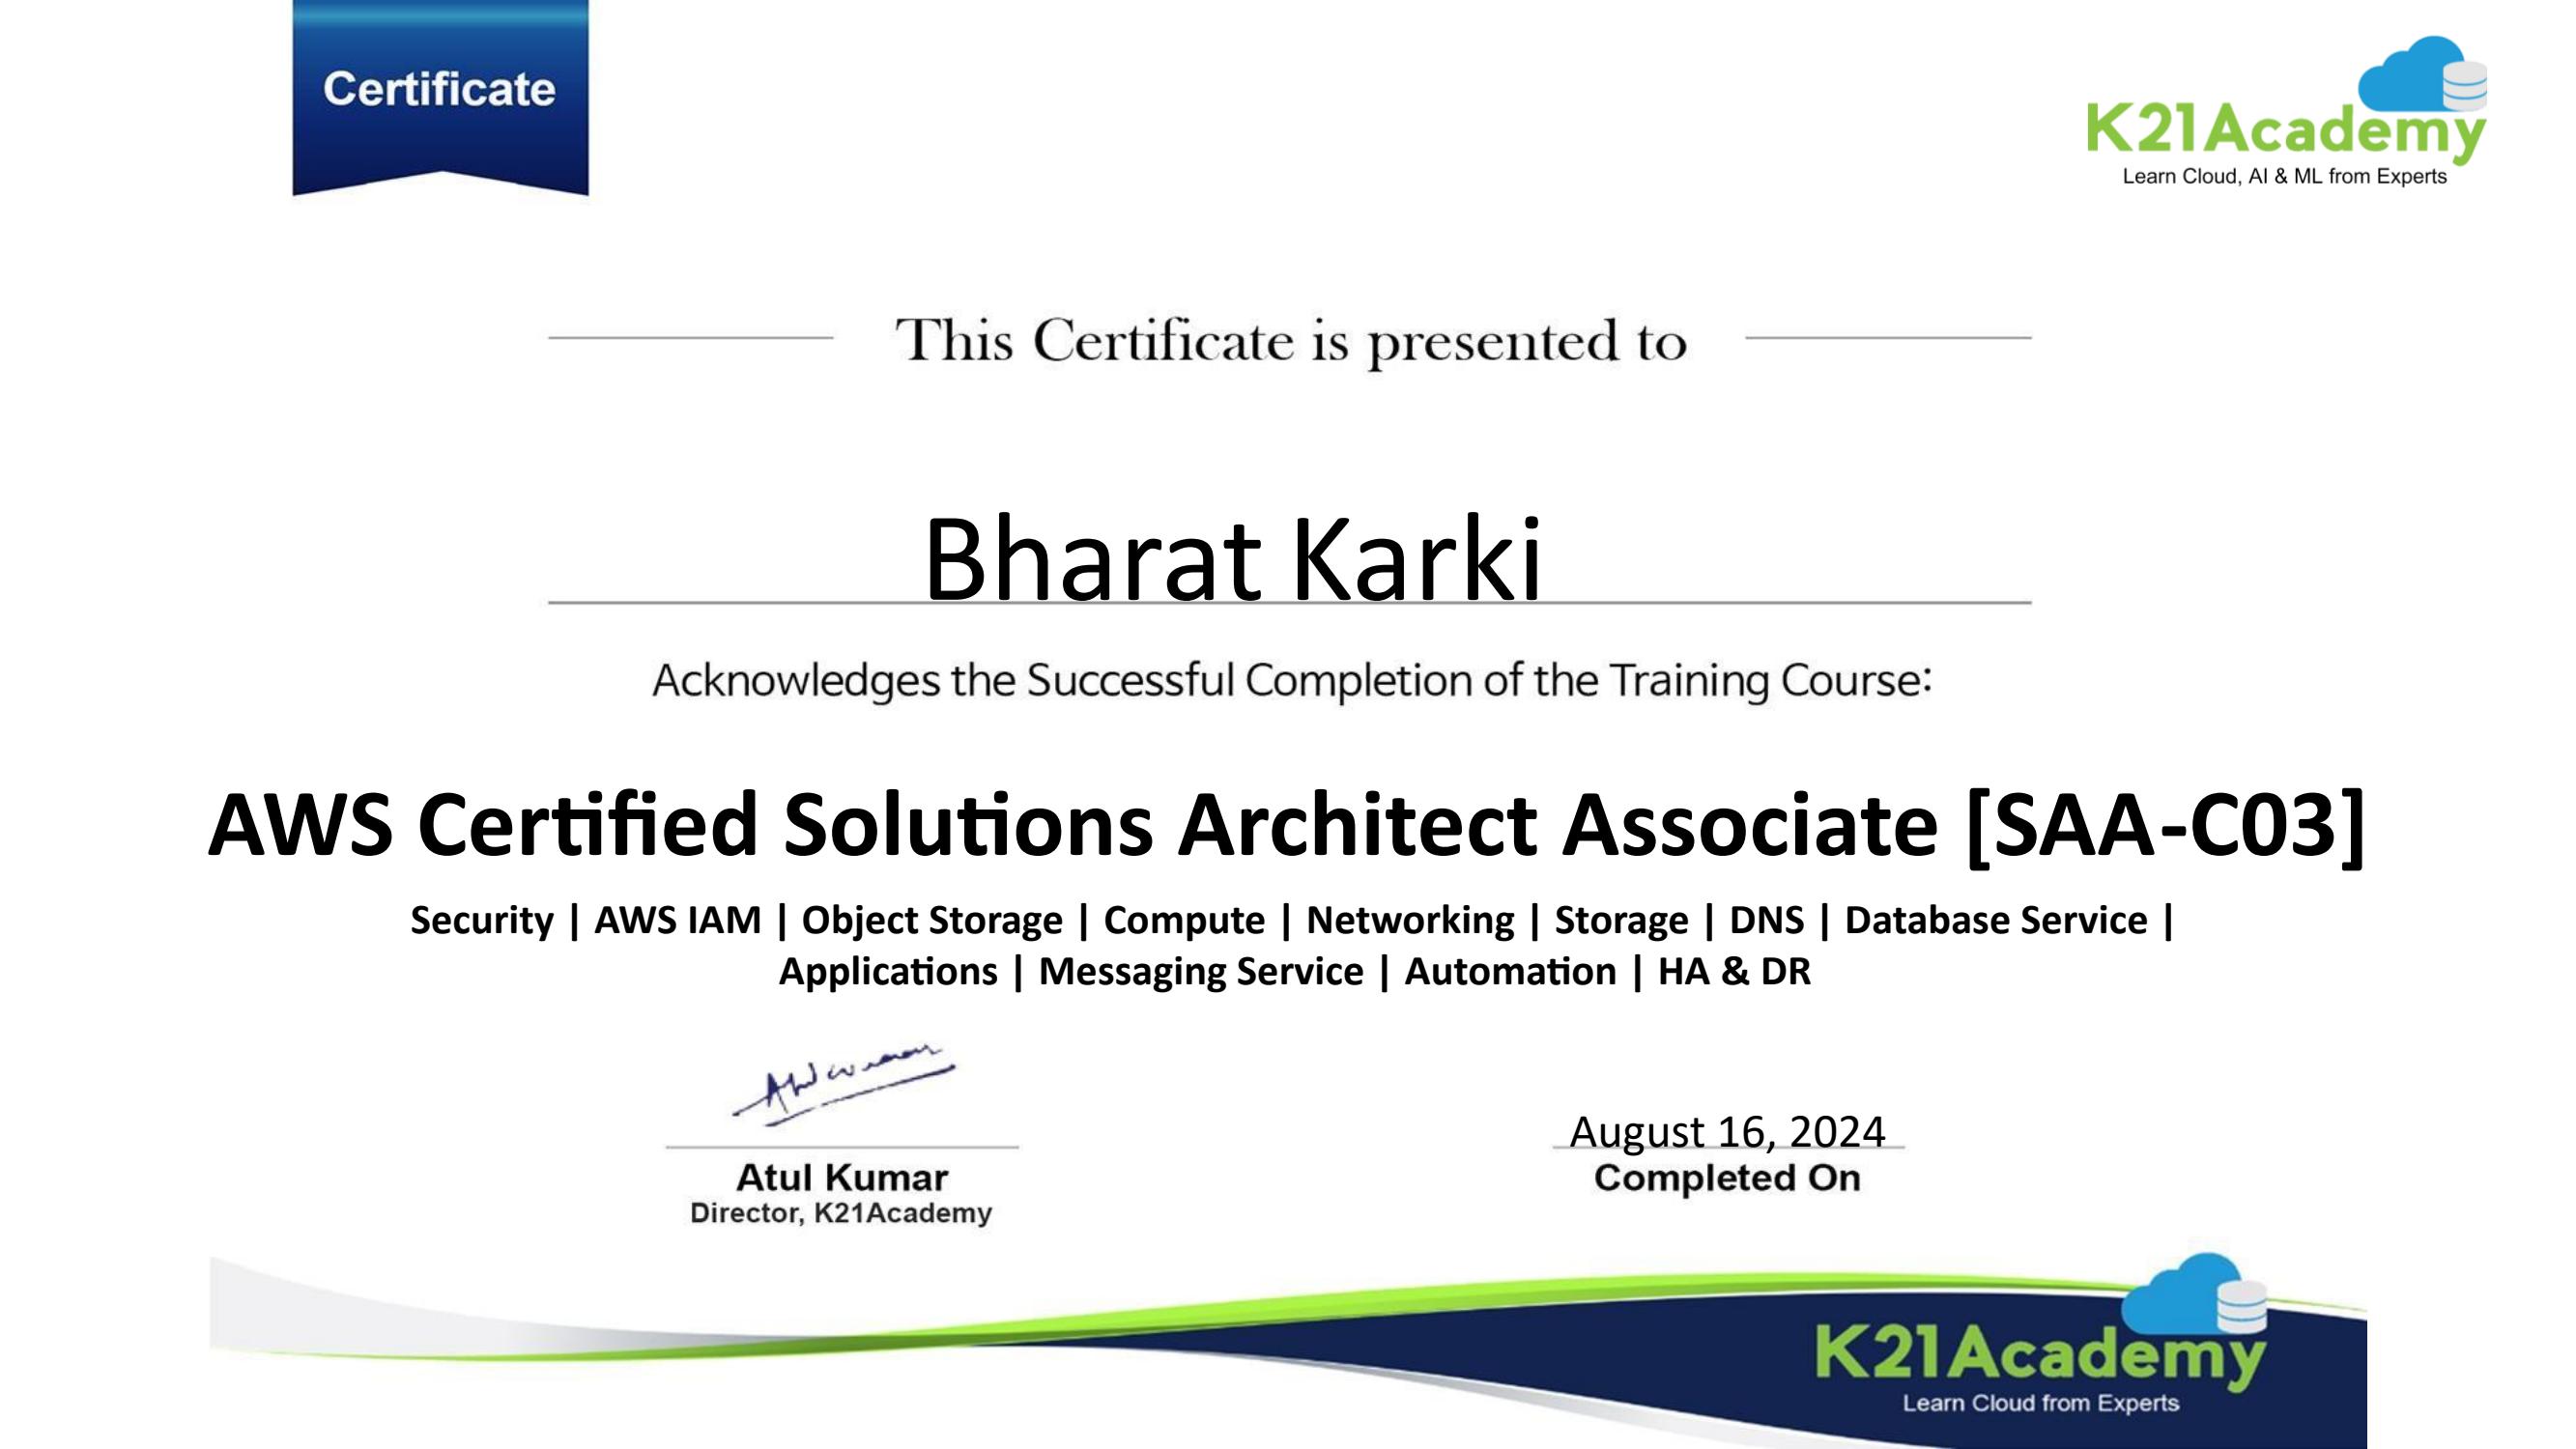 Certificate
K21Academy
Learn Cloud, AI & ML from Experts
This Certificate is presented to
Bharat Karki
Acknowledges the Successful Completion of the Training Course:
AWS Certified Solutions Architect Associate [SAA-C03]
Security | AWS IAM | Object Storage | Compute | Networking | Storage | DNS | Database Service |
Applications | Messaging Service | Automation | HA & DR
August 16, 2024
Atul Kumar
Completed On
Director, K21Academy
K21Academy
Learn Cloud from Experts